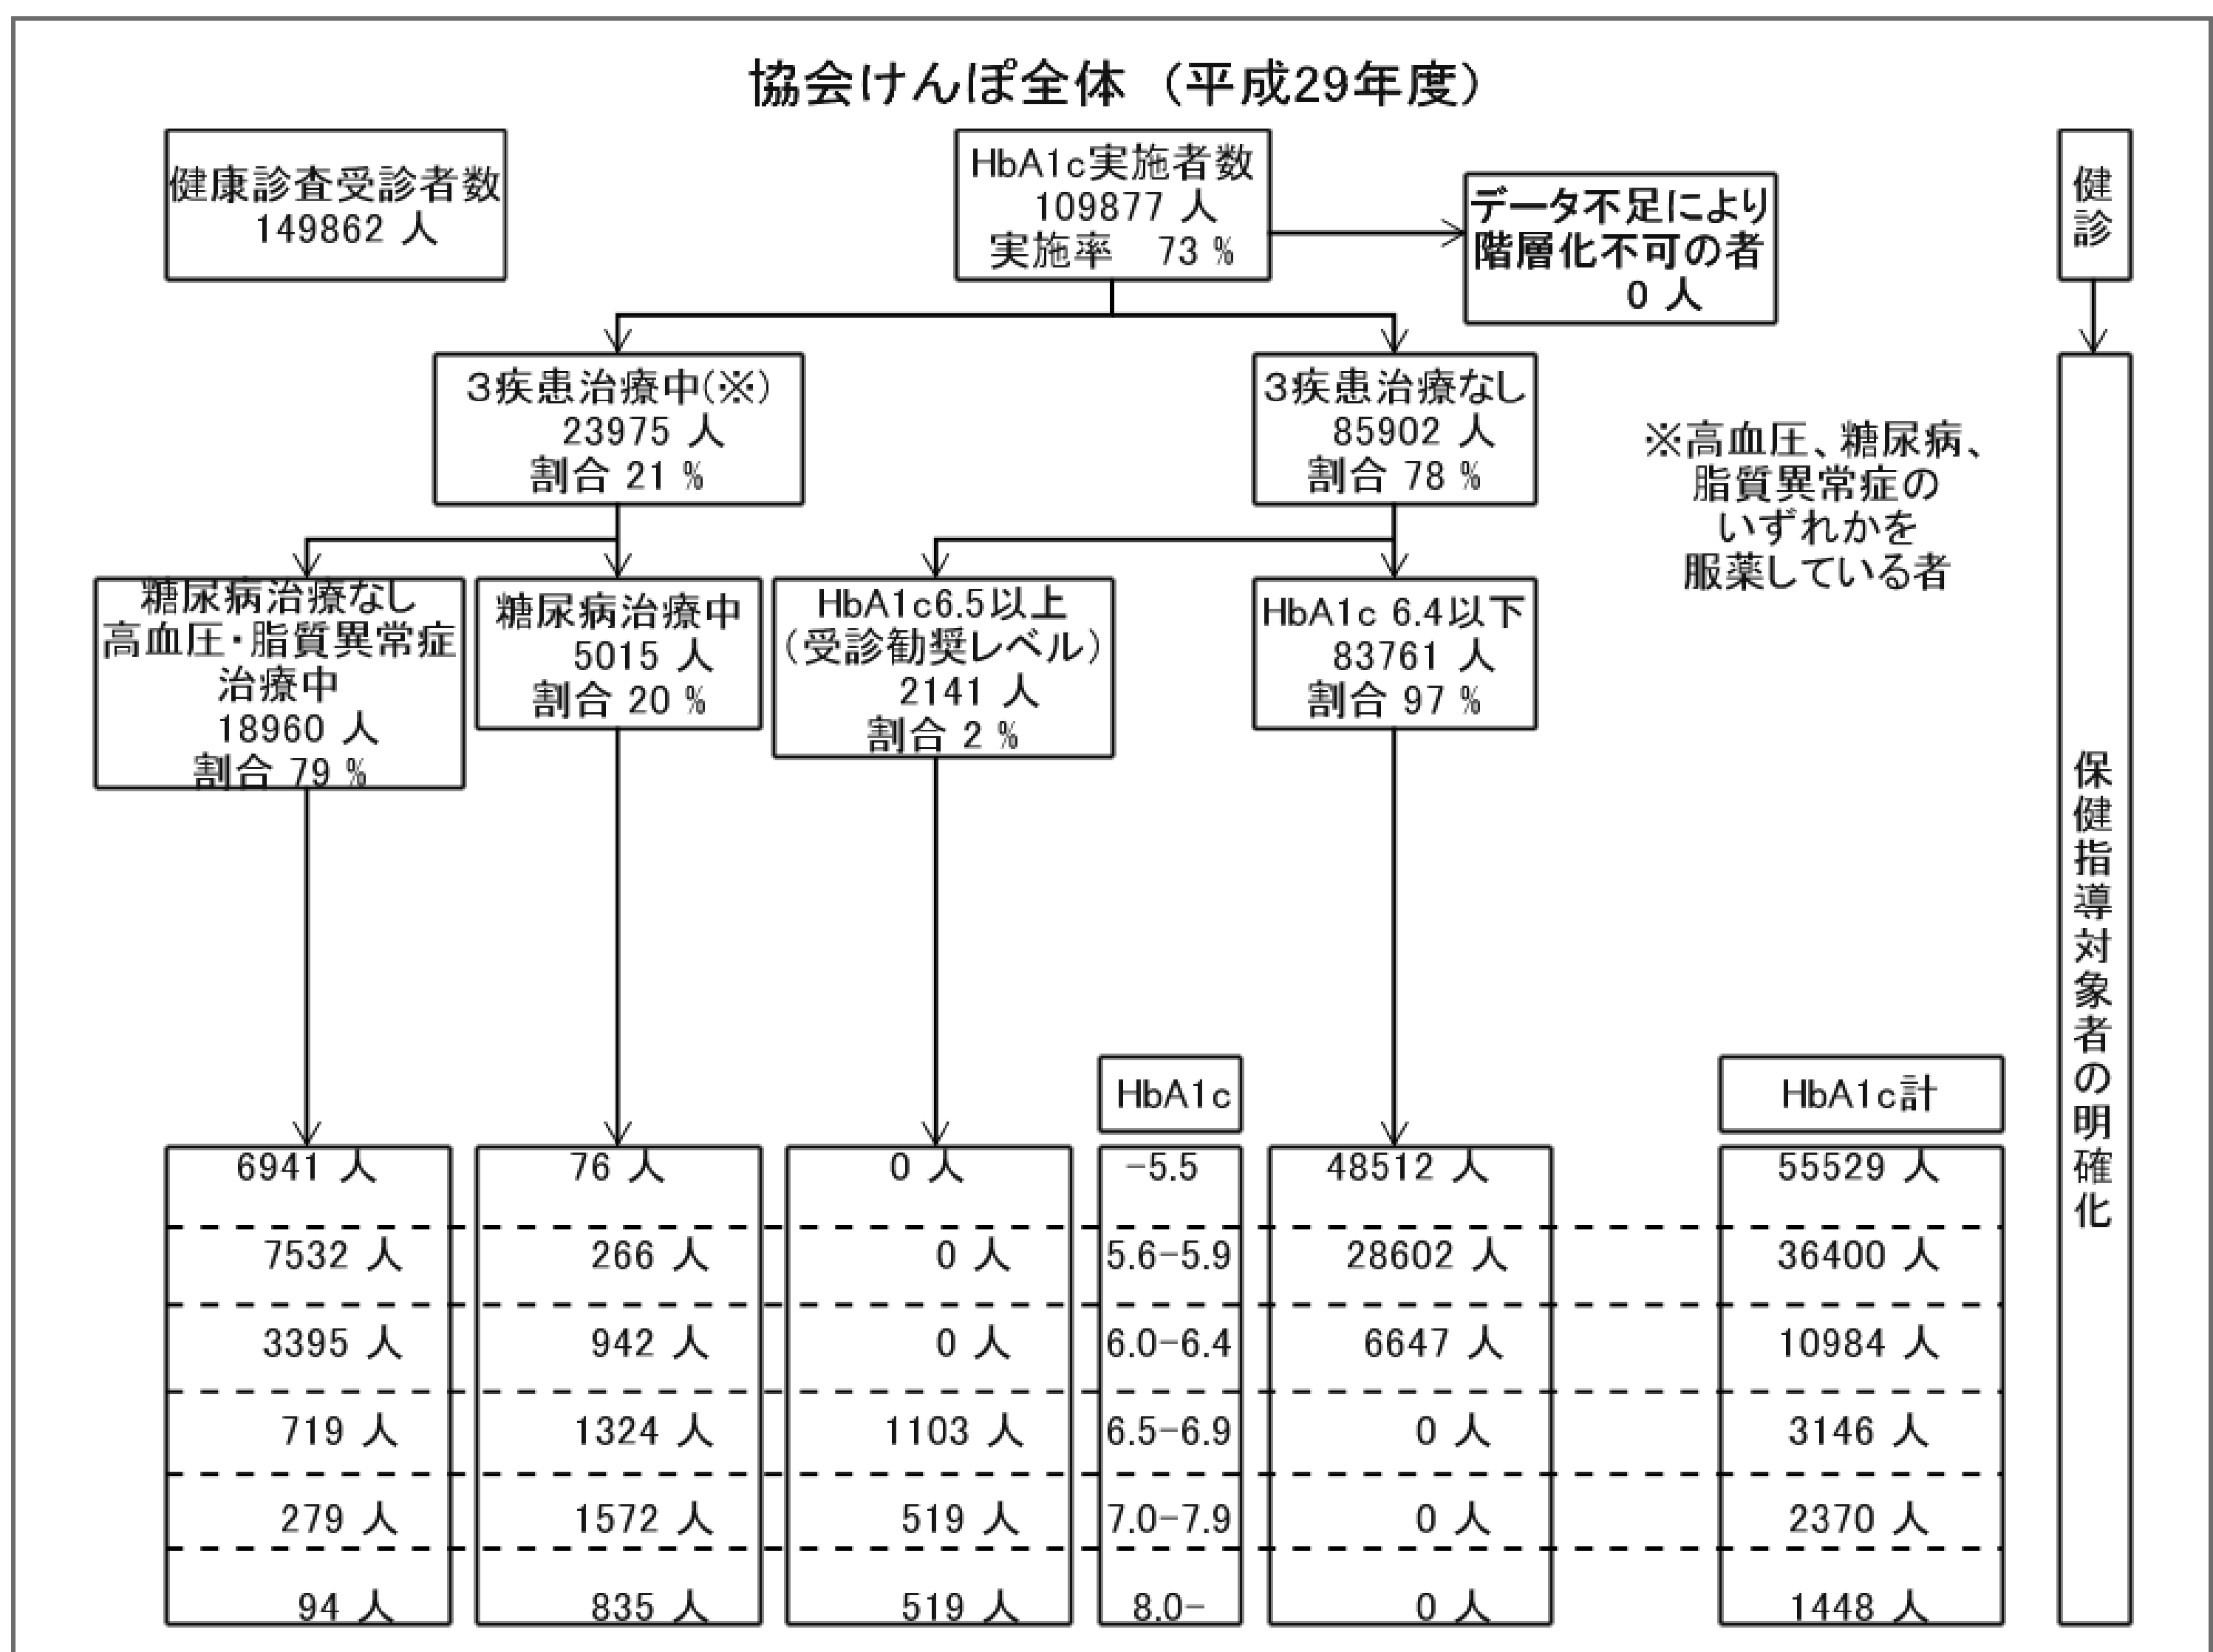 協会けんぽ全体（平成29年度）
健康診査受診者数
149862 人
HbA1c実施者数
109877 人
実施率 73 %
データ不足により
階層化不可の者
0 人
健診
3疾患治療中(※)
23975 人
割合 21 %
3疾患治療なし
85902 人
割合 78 %
※高血圧、糖尿病、
脂質異常症の
いずれかを
服薬している者
糖尿病治療なし
高血圧・脂質異常症
治療中
18960 人
割合 79 %
糖尿病治療中
5015 人
割合 20 %
HbA1c6.5以上
（受診勧奨レベル）
2141 人
割合 2 %
HbA1c 6.4以下
83761 人
割合 97 %
保健指導対象者の明確化
HbA1c
HbA1c計
6941 人 76 人 0 人 -5.5 48512 人 55529 人
7532 人 266 人 0 人 5.6-5.9 28602 人 36400 人
3395 人 942 人 0 人 6.0-6.4 6647 人 10984 人
719 人 1324 人 1103 人 6.5-6.9 0 人 3146 人
279 人 1572 人 519 人 7.0-7.9 0 人 2370 人
94 人 835 人 519 人 8.0- 0 人 1448 人